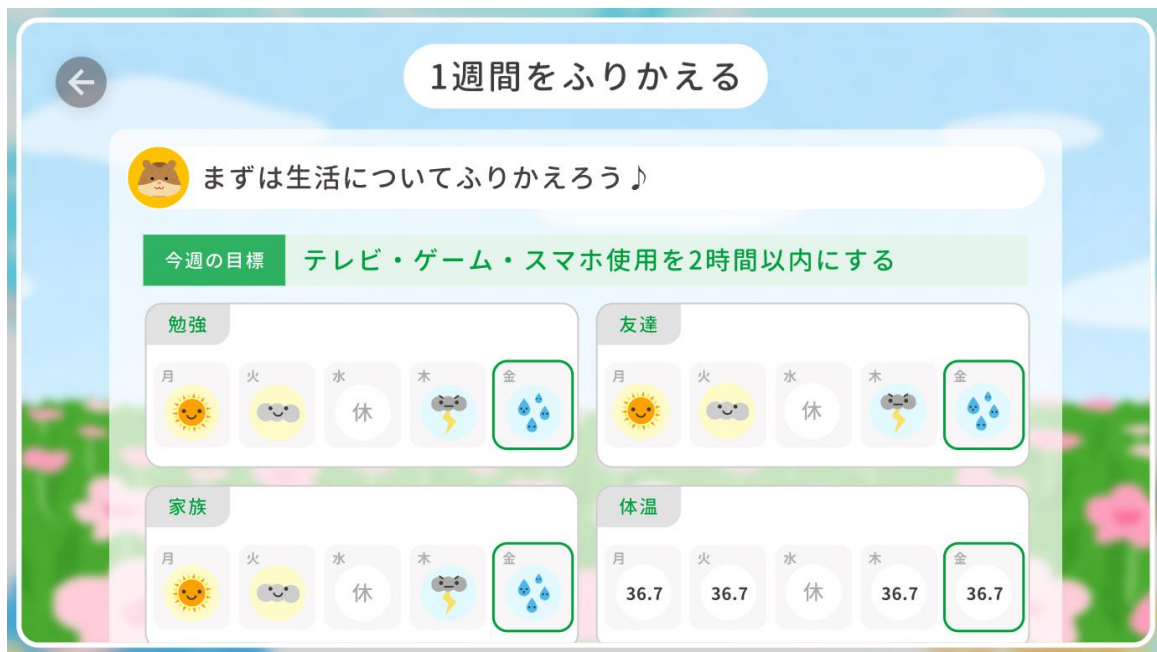 1週間をふりかえる
まずは生活についてふりかえろう♪
今週の目標 テレビ・ゲーム・スマホ使用を2時間以内にする
勉強
月 火 水 木 金
休
友達
月 火 水 木 金
休
家族
月 火 水 木 金
休
体温
月 火 水 木 金
36.7 36.7 休 36.7 36.7